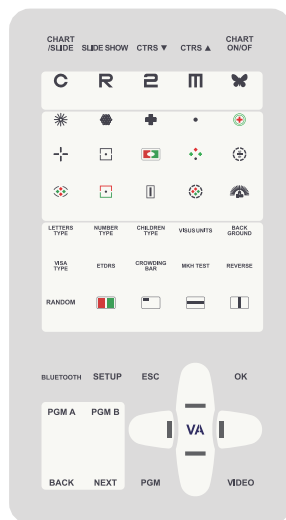 CHART /SLIDE SLIDE SHOW CTRS ▼ CTRS ▲ CHART ON/OF
C R 2 m
LETTERS TYPE NUMBER TYPE CHILDREN TYPE VISUS UNITS BACK GROUND
VISA TYPE ETDRS CROWDING BAR MKH TEST REVERSE
RANDOM
BLUETOOTH SETUP ESC OK
PGM A PGM B
VA
BACK NEXT PGM VIDEO